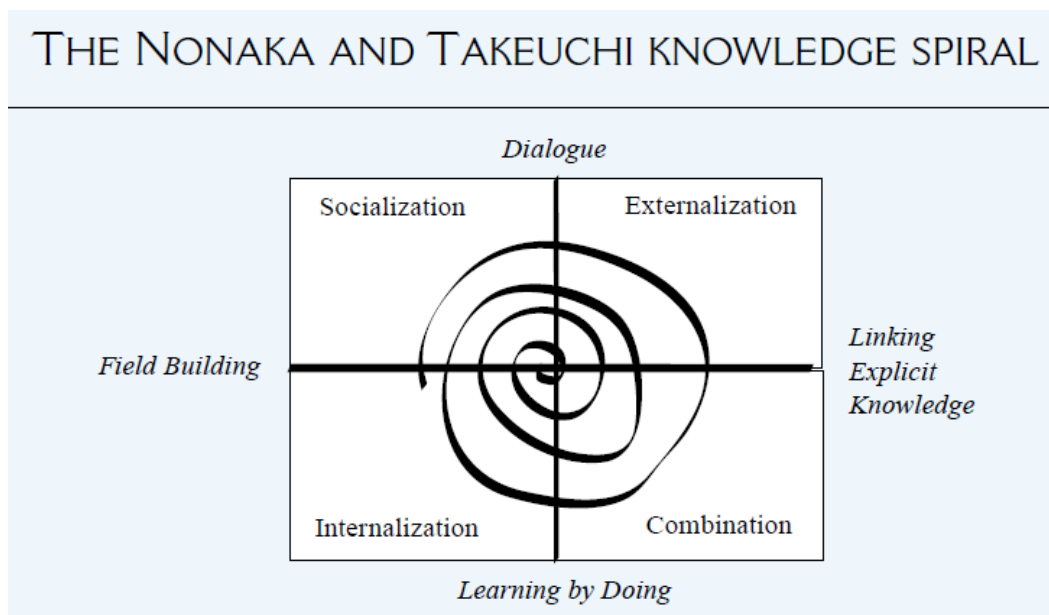 THE NONAKA AND TAKEUCHI KNOWLEDGE SPIRAL
Dialogue
Socialization
Externalization
Field Building
Linking
Explicit
Knowledge
Internalization
Combination
Learning by Doing